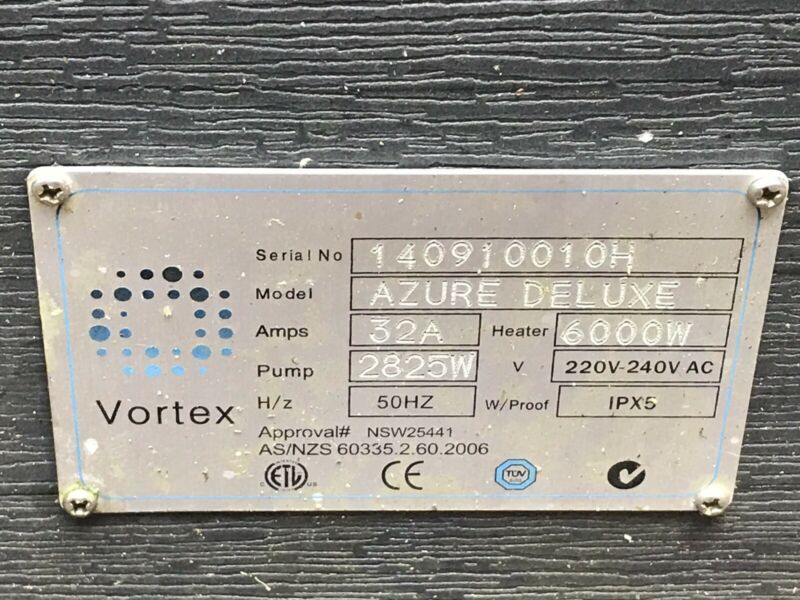 Serial No 140910010H
Model AZURE DELUXE
Amps 32A Heater 6000W
Pump 2825W V 220V-240V AC
H/z 50HZ W/Proof IPX5
Vortex
Approval# NSW25441
AS/NZS 60335.2.60.2006
C ETL US CE TÜV